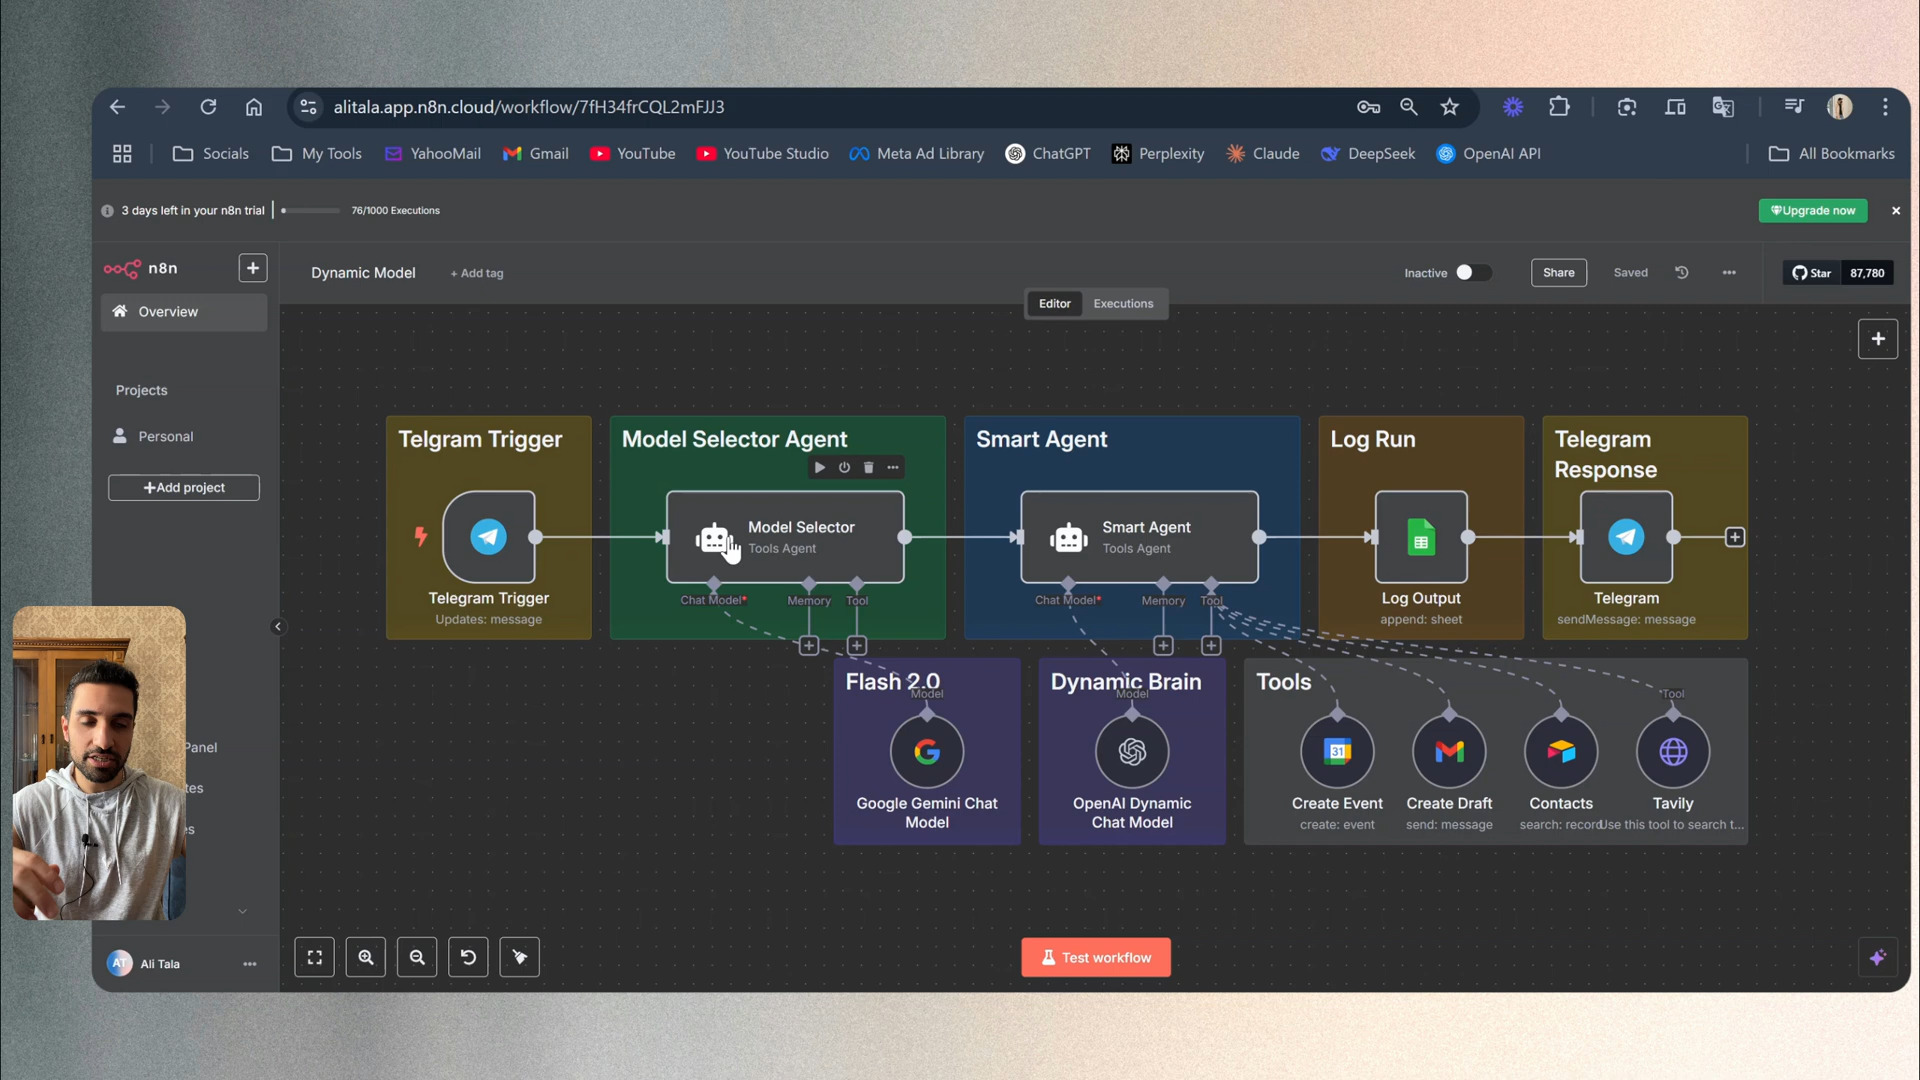 alitala.app.n8n.cloud/workflow/7fH34frCQL2mFJJ3
Socials
My Tools
YahooMail
Gmail
YouTube
YouTube Studio
Meta Ad Library
ChatGPT
Perplexity
Claude
DeepSeek
OpenAI API
All Bookmarks
3 days left in your n8n trial
76/1000 Executions
Upgrade now
n8n
Dynamic Model
+ Add tag
Inactive
Share
Saved
Star
87,780
Editor
Executions
Overview
Projects
Personal
+Add project
Panel
tes
s
AT
Ali Tala
Telgram Trigger
Telegram Trigger
Updates: message
Model Selector Agent
Model Selector
Tools Agent
Chat Model*
Memory
Tool
Smart Agent
Smart Agent
Tools Agent
Chat Model*
Memory
Tool
Log Run
Log Output
append: sheet
Telegram
Response
Telegram
sendMessage: message
Flash 2.0
Model
Google Gemini Chat
Model
Dynamic Brain
Model
OpenAI Dynamic
Chat Model
Tools
Tool
31
Create Event
create: event
Create Draft
send: message
Contacts
search: record
Tavily
Use this tool to search t...
Test workflow